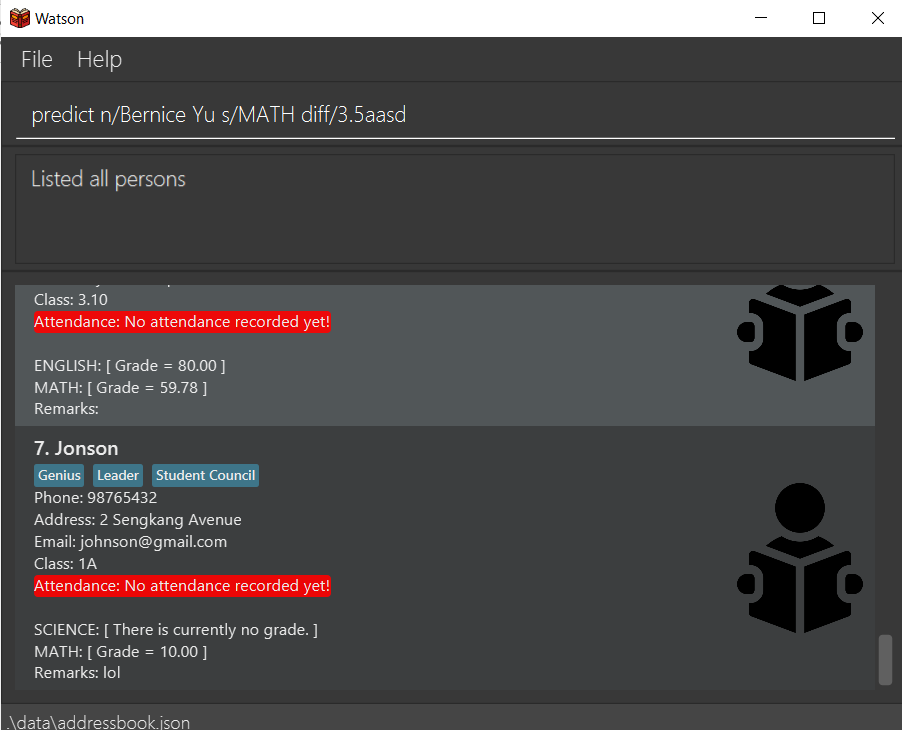 Watson
File Help
predict n/Bernice Yu s/MATH diff/3.5aasd
Listed all persons
Class: 3.10
Attendance: No attendance recorded yet!
ENGLISH: [ Grade = 80.00 ]
MATH: [ Grade = 59.78 ]
Remarks:
7. Jonson
Genius Leader Student Council
Phone: 98765432
Address: 2 Sengkang Avenue
Email: johnson@gmail.com
Class: 1A
Attendance: No attendance recorded yet!
SCIENCE: [ There is currently no grade. ]
MATH: [ Grade = 10.00 ]
Remarks: lol
.\data\addressbook.json